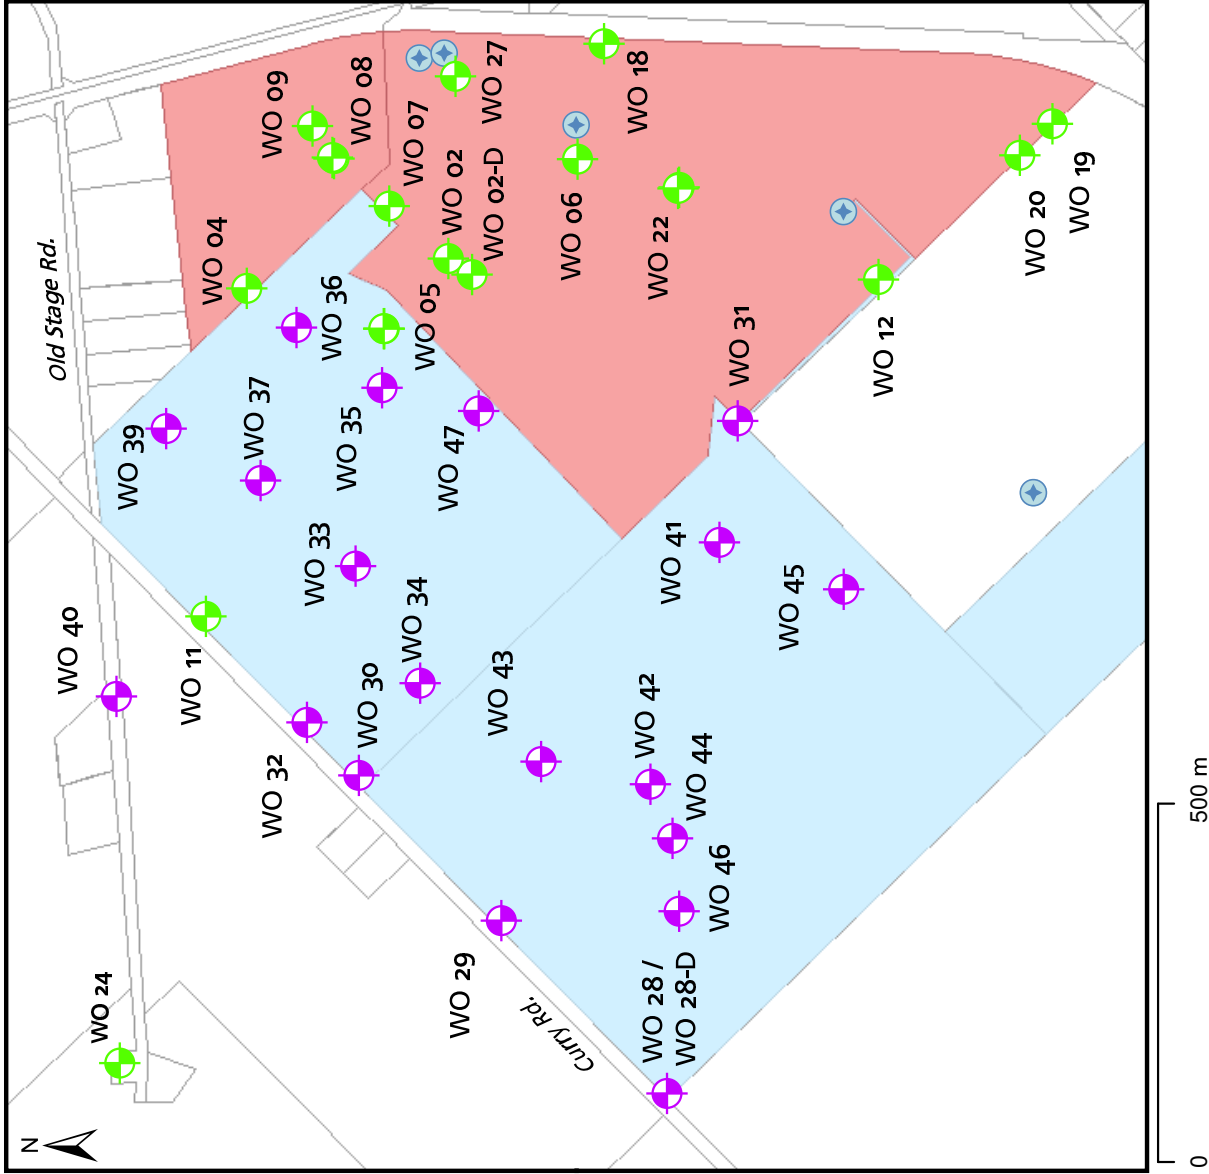 Old Stage Rd.
WO 09
WO 08
WO 07
WO 27
WO 18
WO 04
WO 02
WO 02-D
WO 06
WO 22
WO 20
WO 19
WO 36
WO 05
WO 31
WO 12
WO 39
WO 37
WO 35
WO 47
WO 33
WO 34
WO 41
WO 45
WO 40
WO 11
WO 30
WO 43
WO 42
WO 44
WO 32
WO 46
WO 29
WO 24
Curry Rd.
WO 28 /
WO 28-D
N
0
500 m